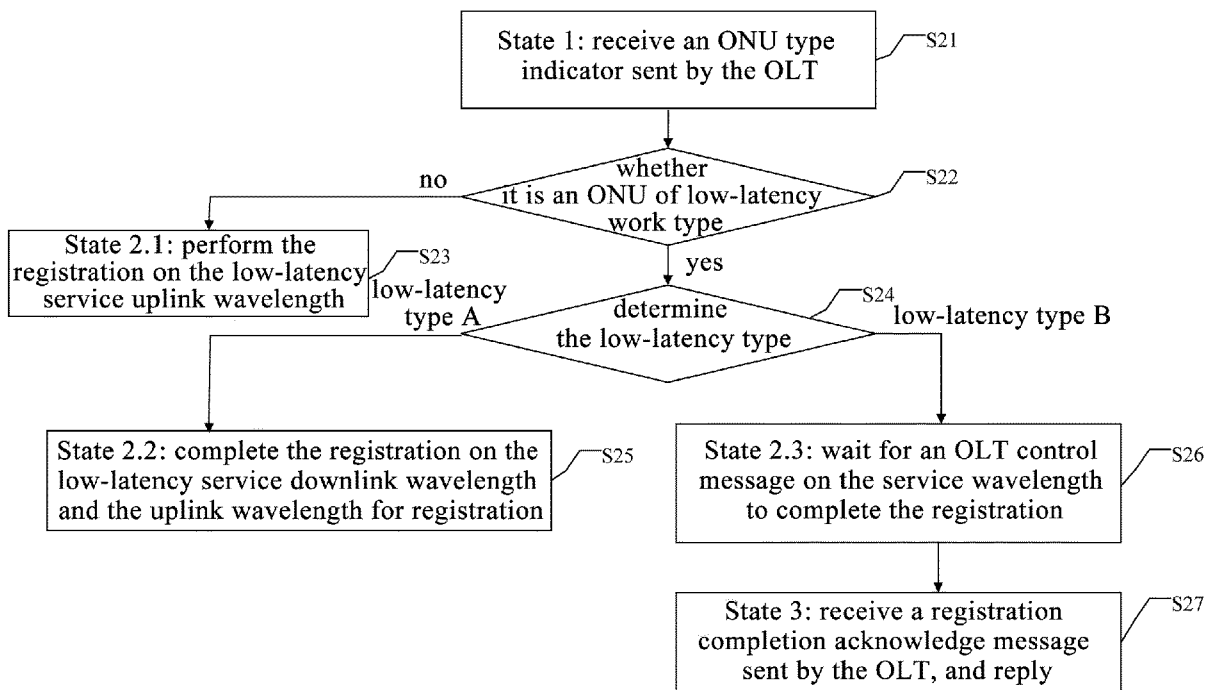 State 1: receive an ONU type
indicator sent by the OLT
S21
whether
it is an ONU of low-latency
work type
S22
no
yes
State 2.1: perform the
registration on the low-latency
service uplink wavelength
S23
low-latency
type A
determine
the low-latency type
S24
low-latency type B
State 2.2: complete the registration on the
low-latency service downlink wavelength
and the uplink wavelength for registration
S25
State 2.3: wait for an OLT control
message on the service wavelength
to complete the registration
S26
State 3: receive a registration
completion acknowledge message
sent by the OLT, and reply
S27